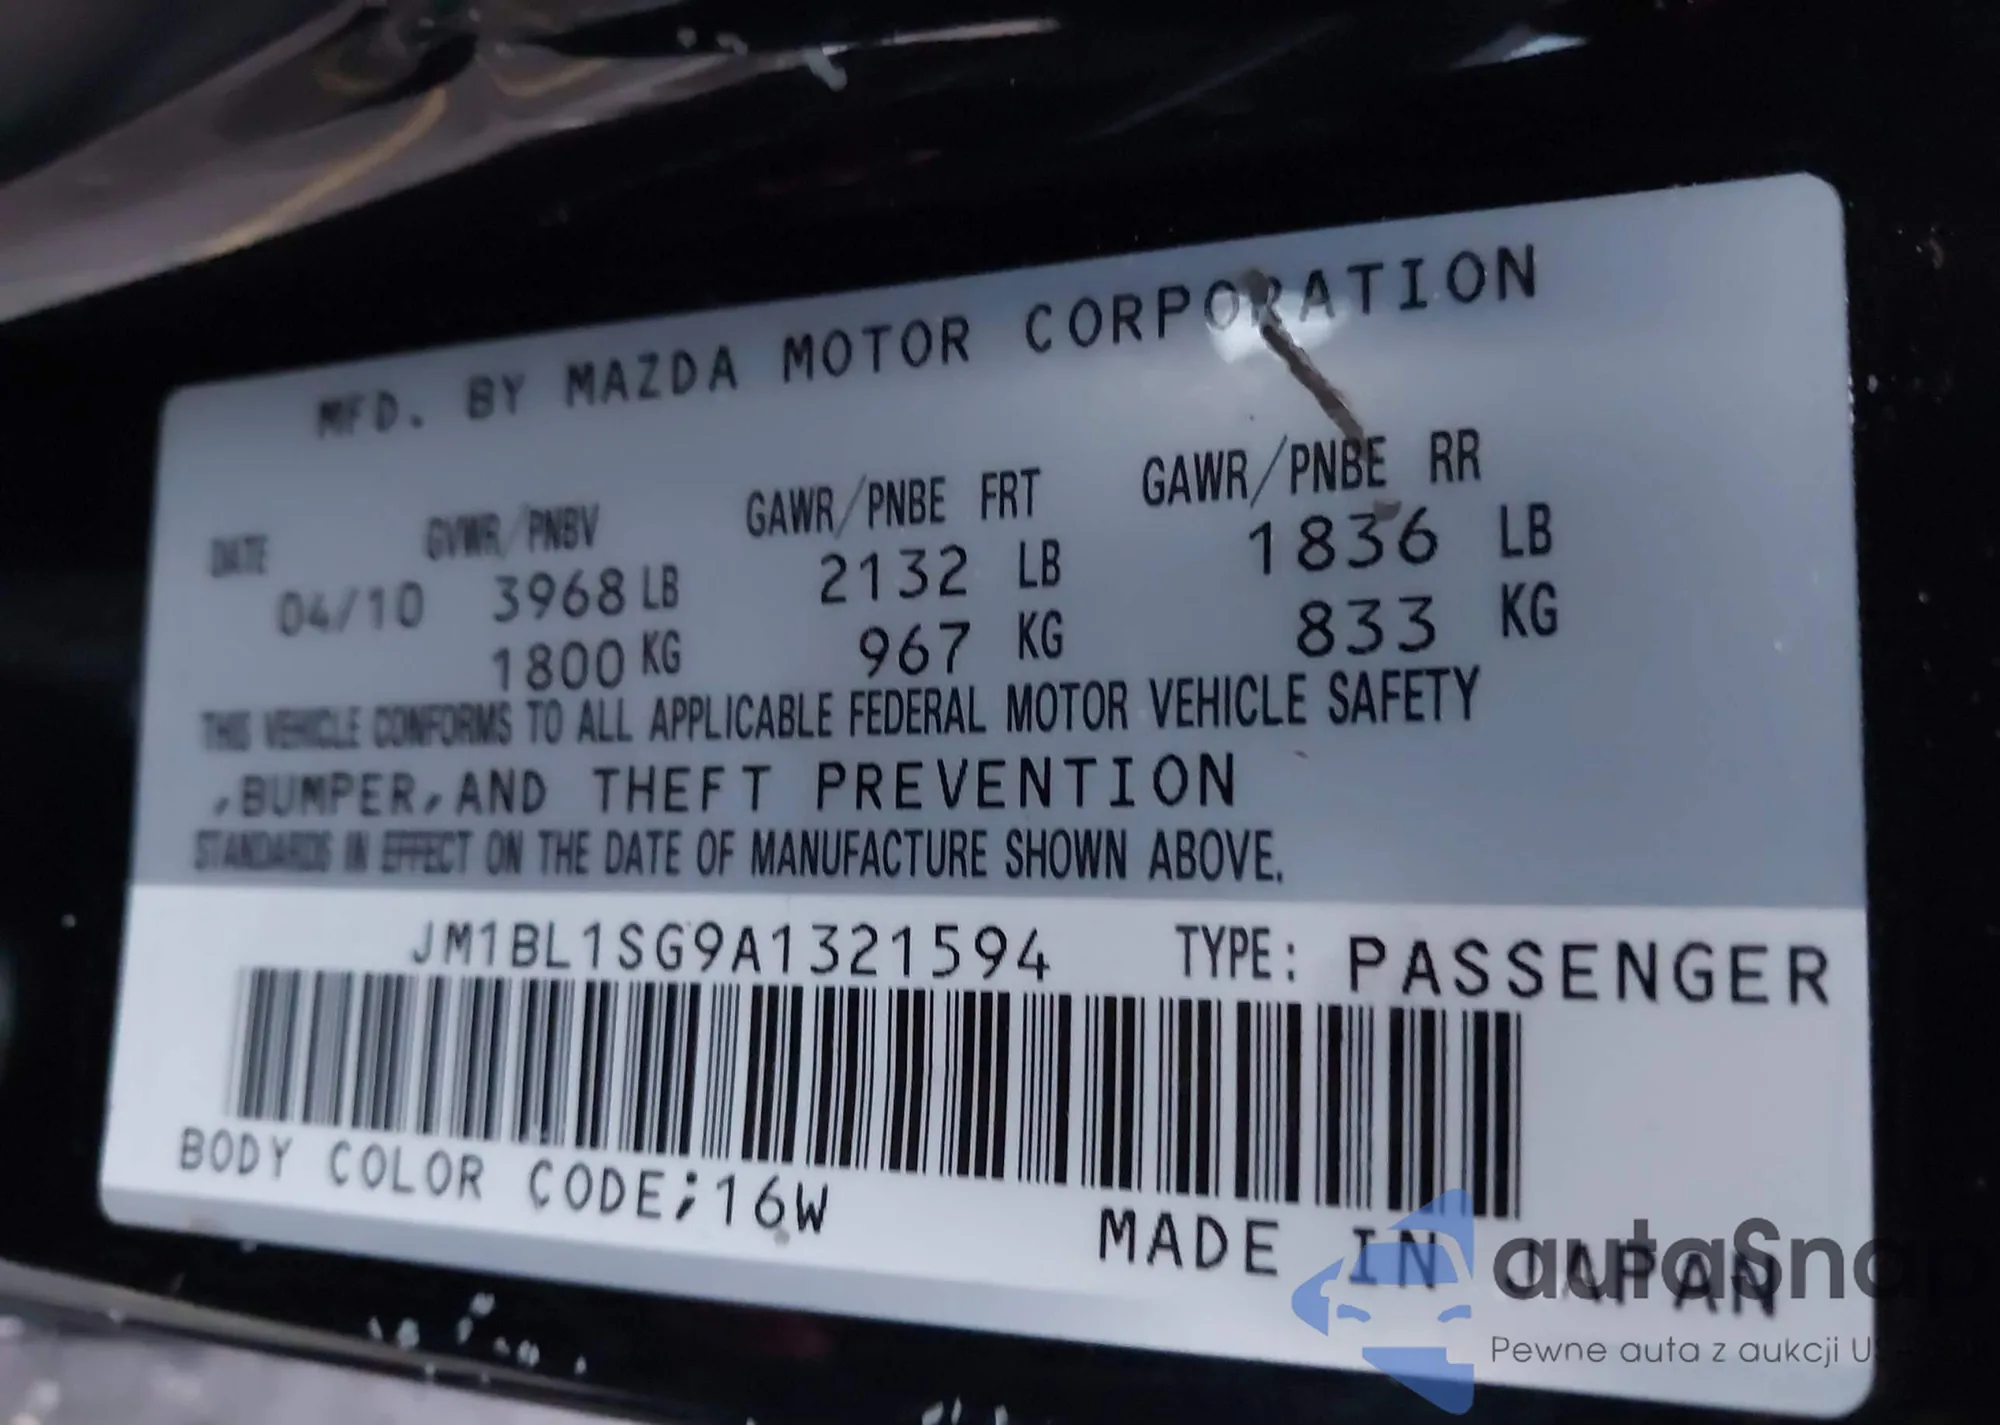 MFD. BY MAZDA MOTOR CORPORATION
DATE GVWR/PNBV GAWR/PNBE FRT GAWR/PNBE RR
04/10 3968 LB 2132 LB 1836 LB
1800 KG 967 KG 833 KG
THIS VEHICLE CONFORMS TO ALL APPLICABLE FEDERAL MOTOR VEHICLE SAFETY
,BUMPER,AND THEFT PREVENTION
STANDARDS IN EFFECT ON THE DATE OF MANUFACTURE SHOWN ABOVE.
JM1BL1SG9A1321594 TYPE: PASSENGER
BODY COLOR CODE;16W
MADE IN JAPAN
autaSna
Pewne auta z aukcji U